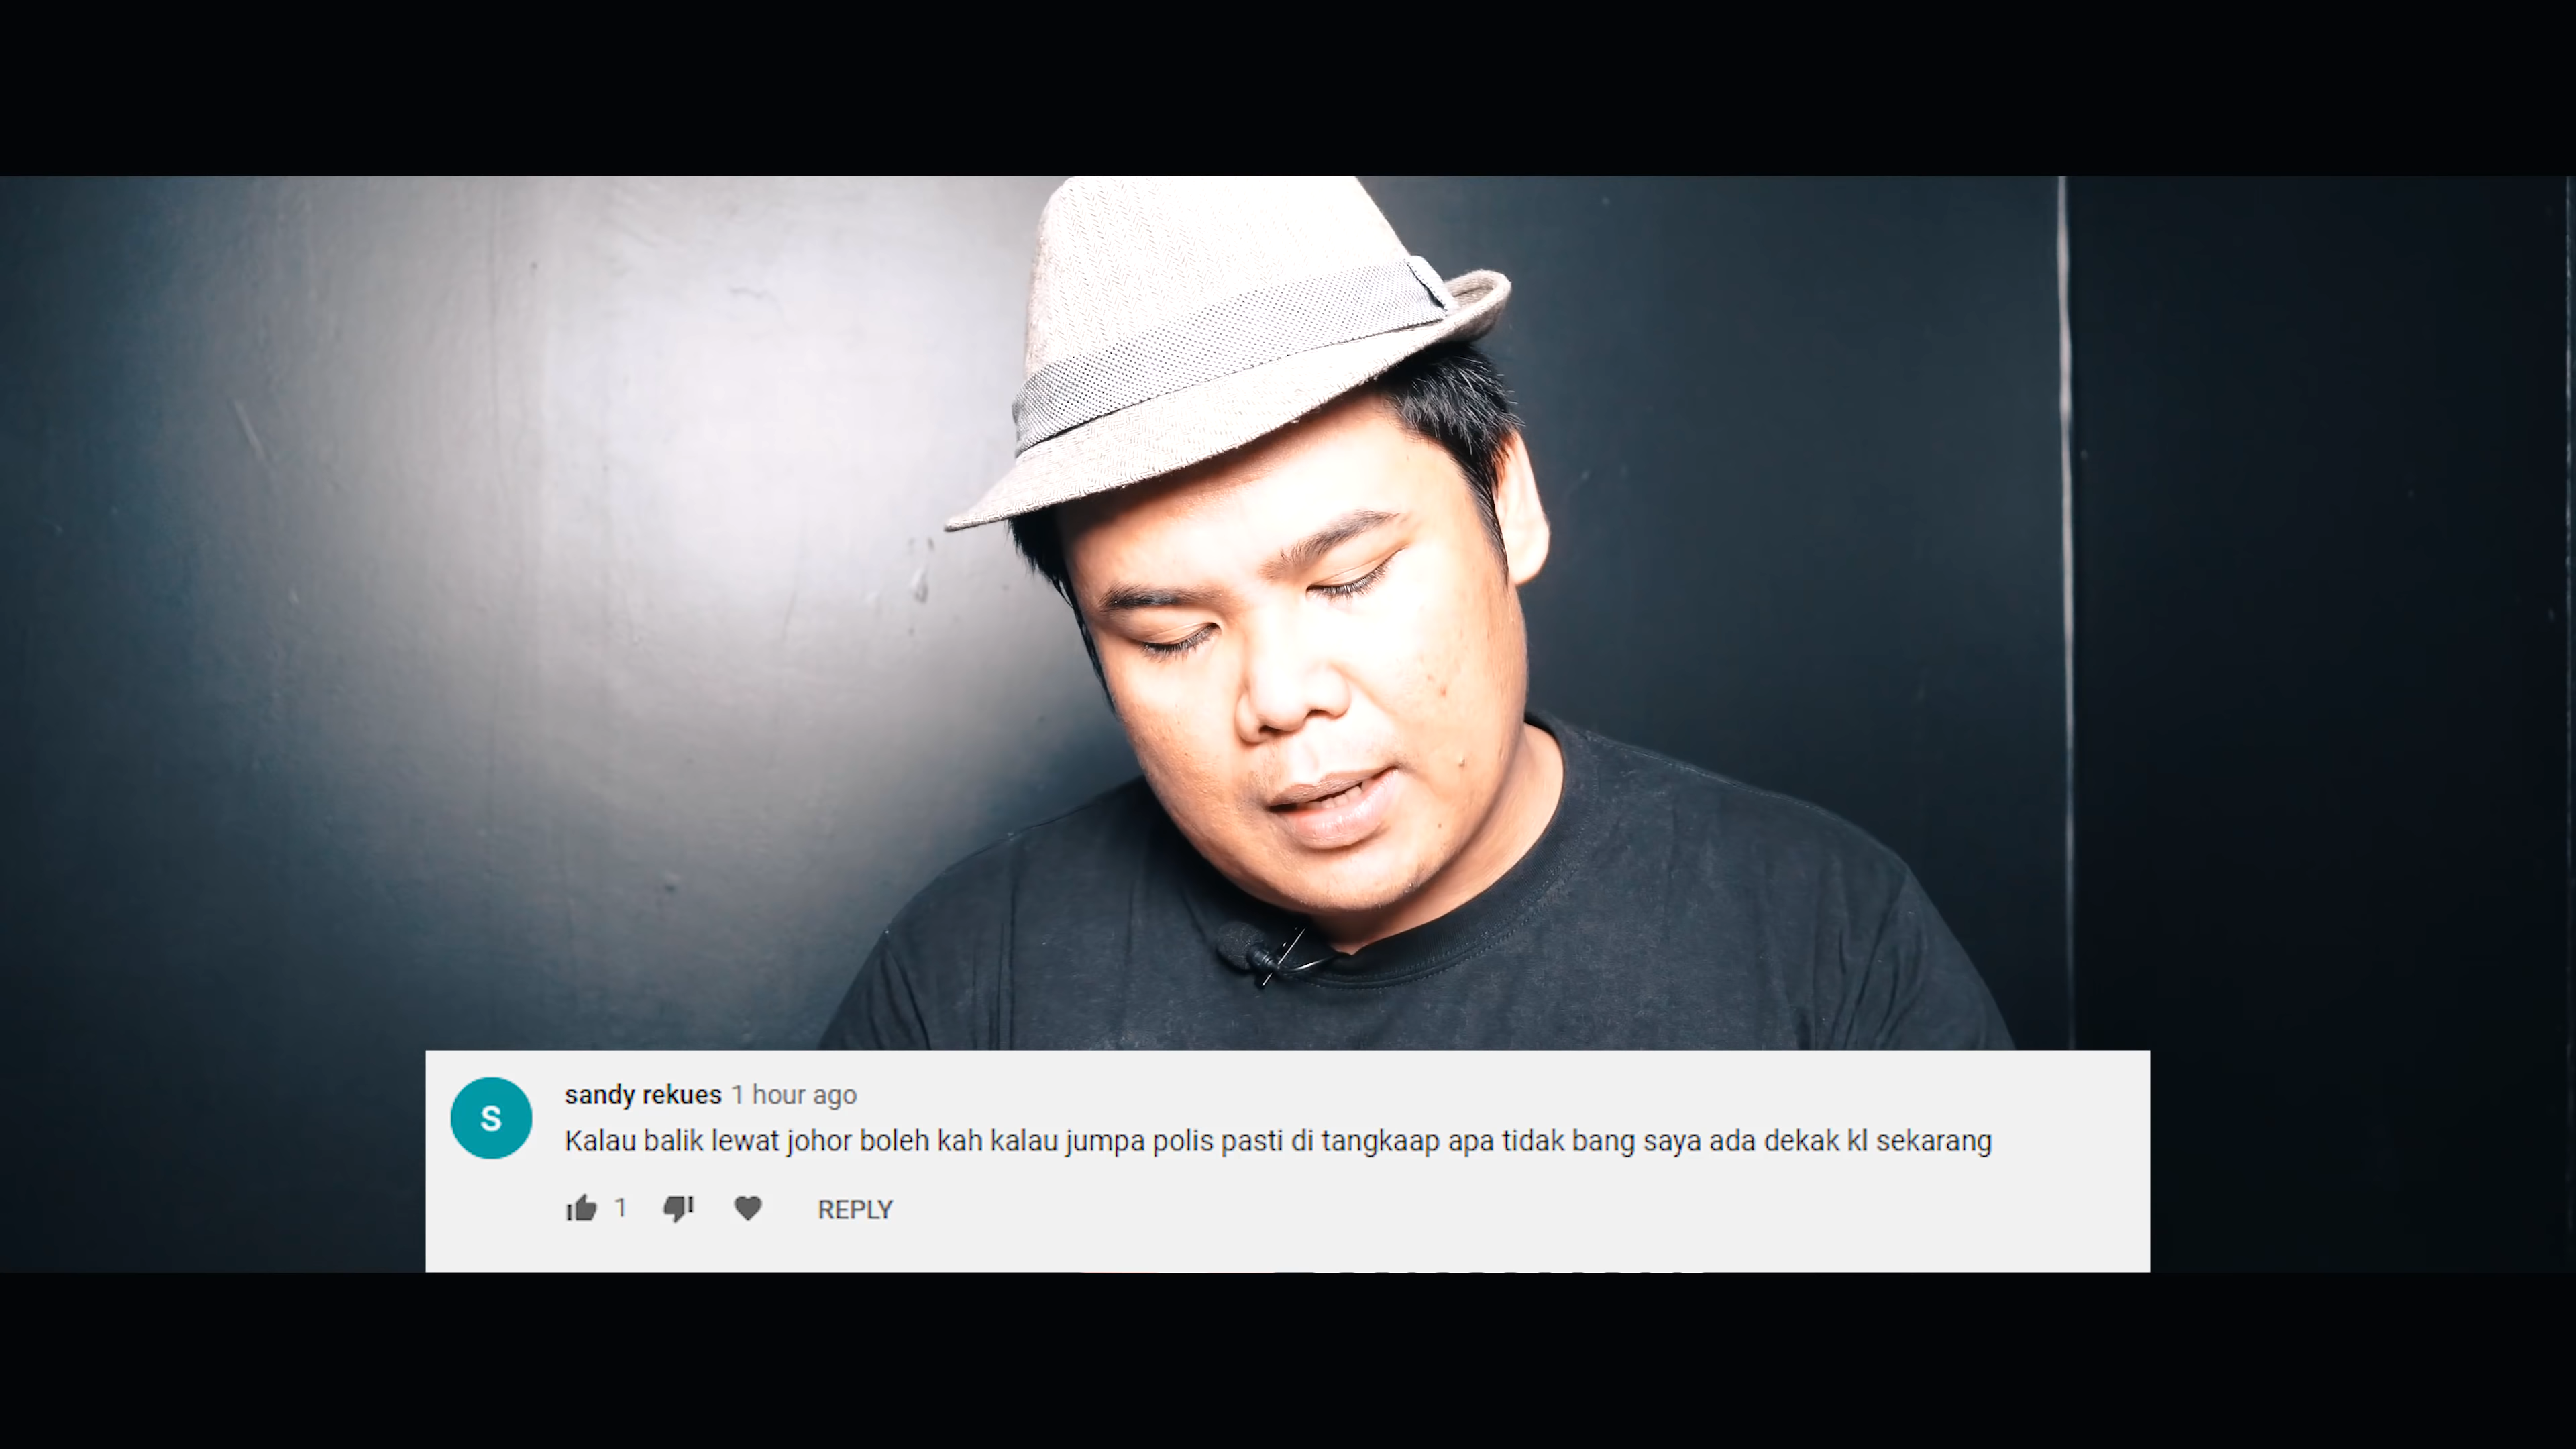 S
sandy rekues 1 hour ago
Kalau balik lewat johor boleh kah kalau jumpa polis pasti di tangkaap apa tidak bang saya ada dekak kl sekarang
1
REPLY